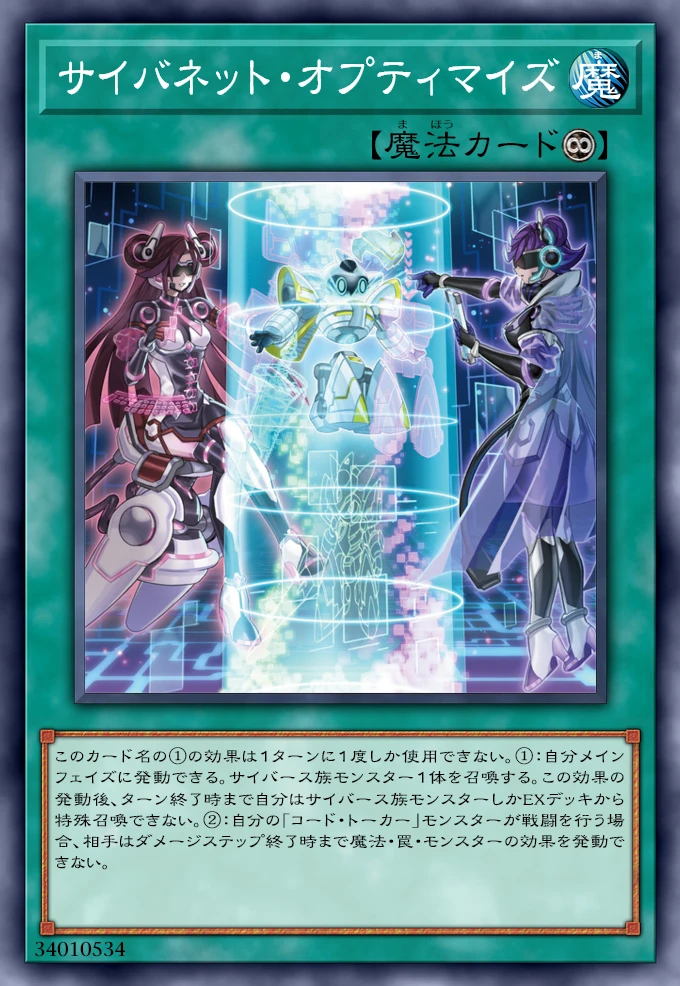 サイバネット・オプティマイズ 魔
【魔法カード】
このカード名の①の効果は1ターンに1度しか使用できない。①:自分メイン
フェイズに発動できる。サイバース族モンスター1体を召喚する。この効果の
発動後、ターン終了時まで自分はサイバース族モンスターしかEXデッキから
特殊召喚できない。②:自分の「コード・トーカー」モンスターが戦闘を行う場
合、相手はダメージステップ終了時まで魔法・罠・モンスターの効果を発動で
きない。
34010534